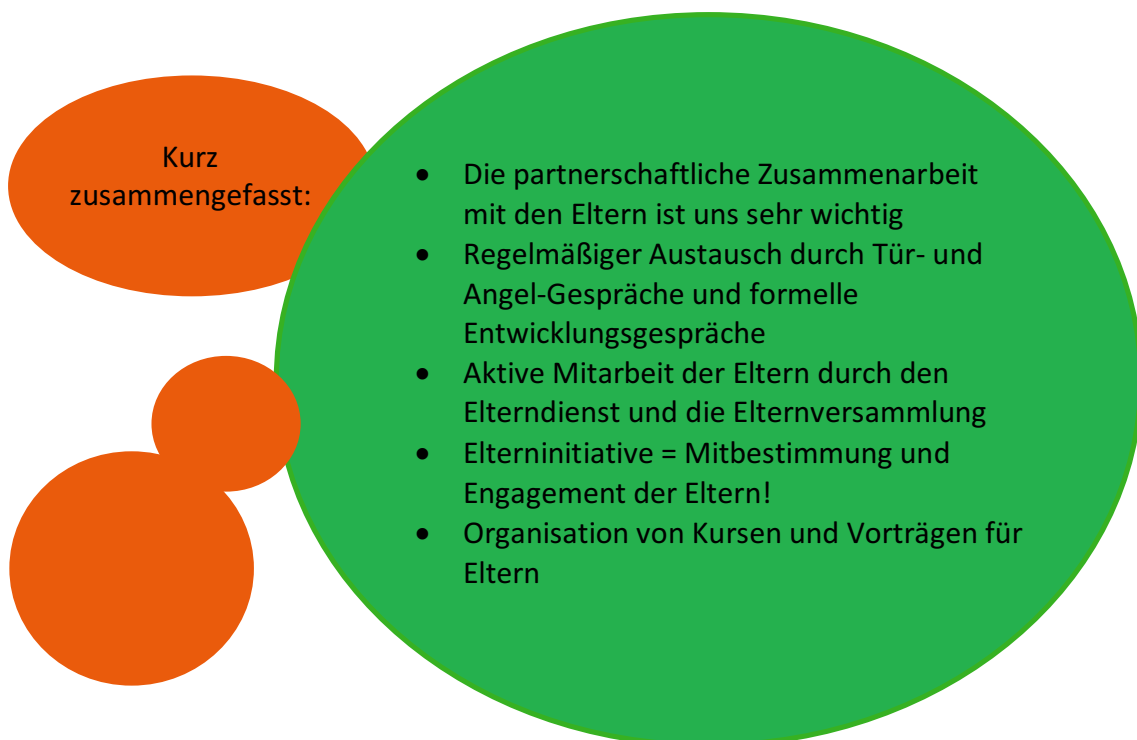 Kurz
zusammengefasst:
• Die partnerschaftliche Zusammenarbeit
mit den Eltern ist uns sehr wichtig
• Regelmäßiger Austausch durch Tür- und
Angel-Gespräche und formelle
Entwicklungsgespräche
• Aktive Mitarbeit der Eltern durch den
Elterndienst und die Elternversammlung
• Elterninitiative = Mitbestimmung und
Engagement der Eltern!
• Organisation von Kursen und Vorträgen für
Eltern